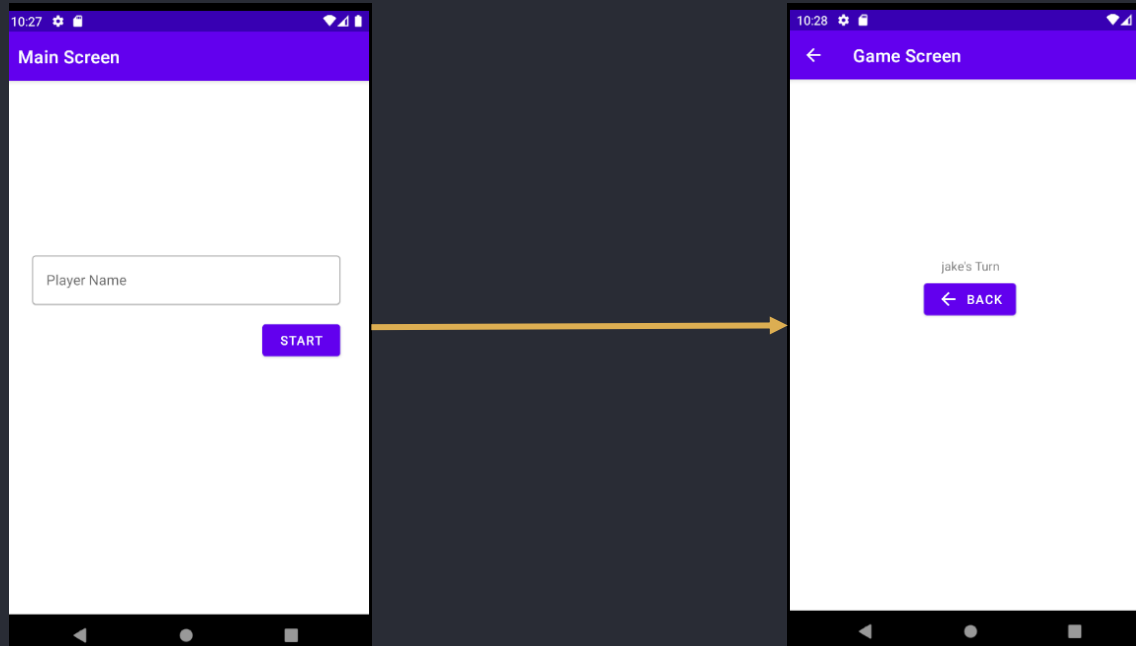 10:27
Main Screen
Player Name
START
10:28
Game Screen
jake's Turn
BACK